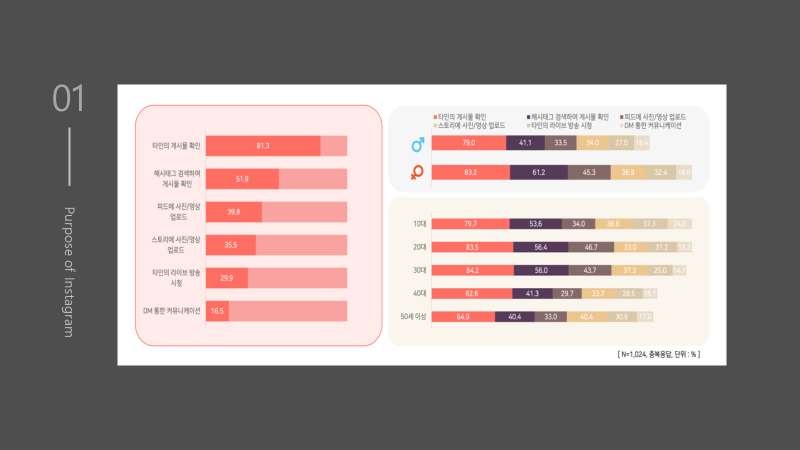 01
Purpose of Instagram
타인의 게시물 확인
81.3
해시태그 검색하여
게시물 확인
51.9
피드에 사진/영상
업로드
39.8
스토리에 사진/영상
업로드
35.5
타인의 라이브 방송
시청
29.9
DM 통한 커뮤니케이션
16.5
타인의 게시물 확인 해시태그 검색하여 게시물 확인 피드에 사진/영상 업로드
스토리에 사진/영상 업로드 타인의 라이브 방송 시청 DM 통한 커뮤니케이션
79.0 41.1 33.5 34.0 27.0 16.4
83.2 61.2 45.3 36.9 32.4 16.6
10대 79.7 53.6 34.0 36.6 37.3
20대 83.5 56.4 46.7 33.0 31.2
30대 84.2 56.0 43.7 37.3 25.0 14.1
40대 82.6 41.3 29.7 33.7 28.5
50세 이상 64.9 40.4 33.0 40.4 30.9
[ N=1,024, 중복응답, 단위 : % ]